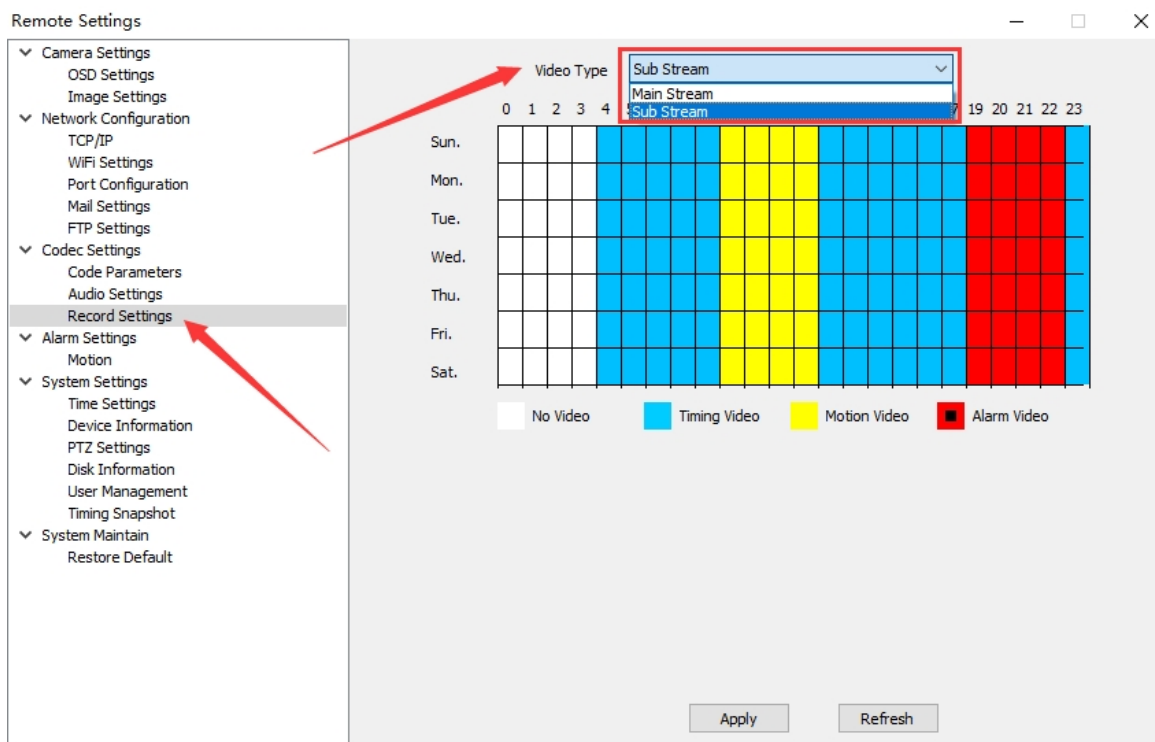 Remote Settings
Camera Settings
OSD Settings
Image Settings
Network Configuration
TCP/IP
WiFi Settings
Port Configuration
Mail Settings
FTP Settings
Codec Settings
Code Parameters
Audio Settings
Record Settings
Alarm Settings
Motion
System Settings
Time Settings
Device Information
PTZ Settings
Disk Information
User Management
Timing Snapshot
System Maintain
Restore Default
Video Type Sub Stream
Main Stream
Sub Stream
0 1 2 3 4 19 20 21 22 23
Sun.
Mon.
Tue.
Wed.
Thu.
Fri.
Sat.
No Video Timing Video Motion Video Alarm Video
Apply Refresh